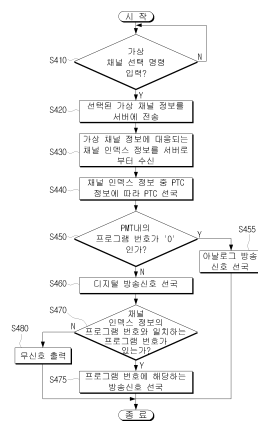 시 작
S410
가상
채널 선택 명령
입력?
N
Y
S420
선택된 가상 채널 정보를
서버에 전송
S430
가상 채널 정보에 대응되는
채널 인덱스 정보를 서버로
부터 수신
S440
채널 인덱스 정보 중 PTC
정보에 따라 PTC 선국
S450
PMT내의
프로그램 번호가 '0'
인가?
Y
S455
아날로그 방송
신호 선국
N
S460
디지털 방송신호 선국
S470
채널
인덱스 정보의
프로그램 번호와 일치하는
프로그램 번호가
있는가?
N
S480
무신호 출력
Y
S475
프로그램 번호에 해당하는
방송신호 선국
종 료